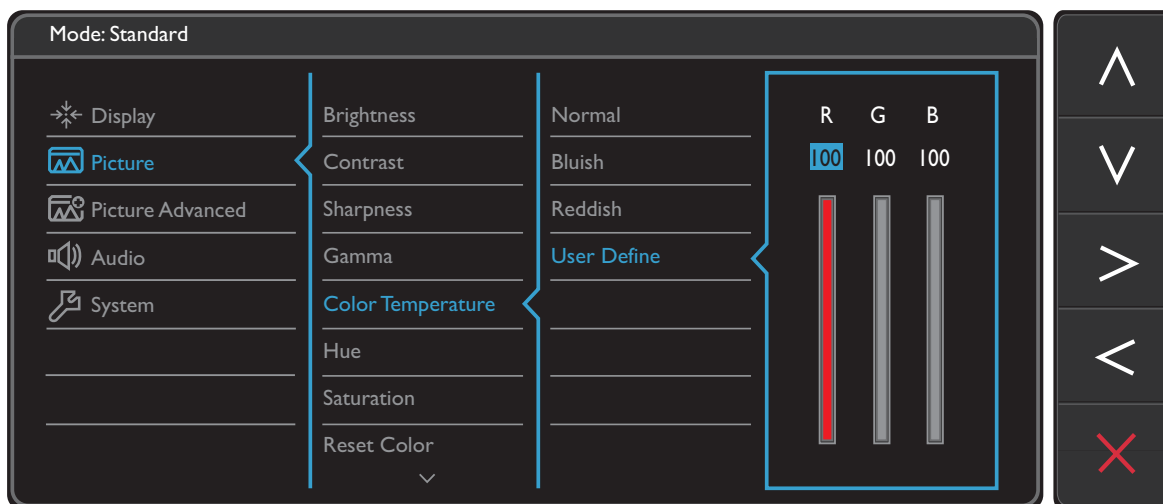 Mode: Standard
Display
Picture
Picture Advanced
Audio
System
Brightness
Contrast
Sharpness
Gamma
Color Temperature
Hue
Saturation
Reset Color
Normal
Bluish
Reddish
User Define
R G B
100 100 100